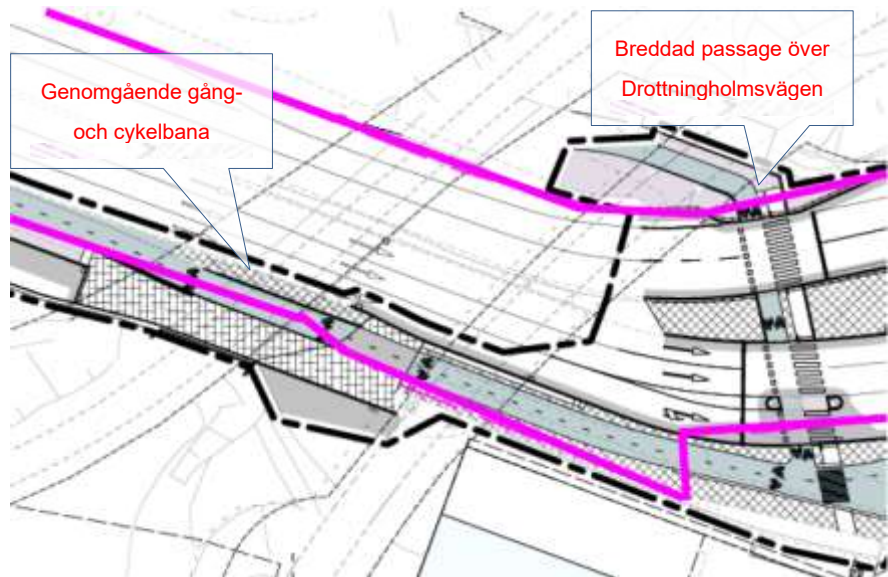 Genomgående gång-
och cykelbana
Breddad passage över
Drottningholmsvägen